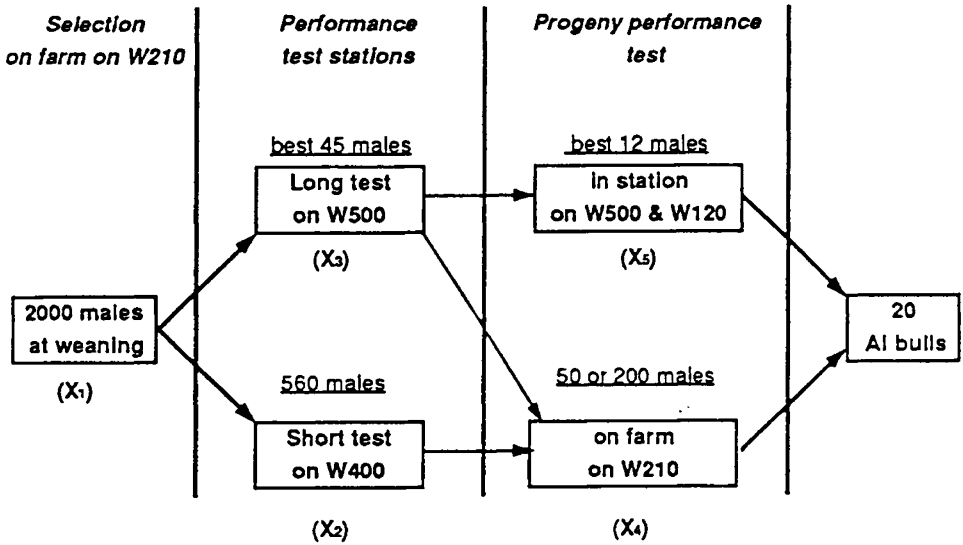 Selection
on farm on W210
Performance
test stations
Progeny performance
test
best 45 males
Long test
on W500
(X3)
best 12 males
in station
on W500 & W120
(X5)
2000 males
at weaning
(X1)
20
AI bulls
560 males
Short test
on W400
(X2)
50 or 200 males
on farm
on W210
(X4)